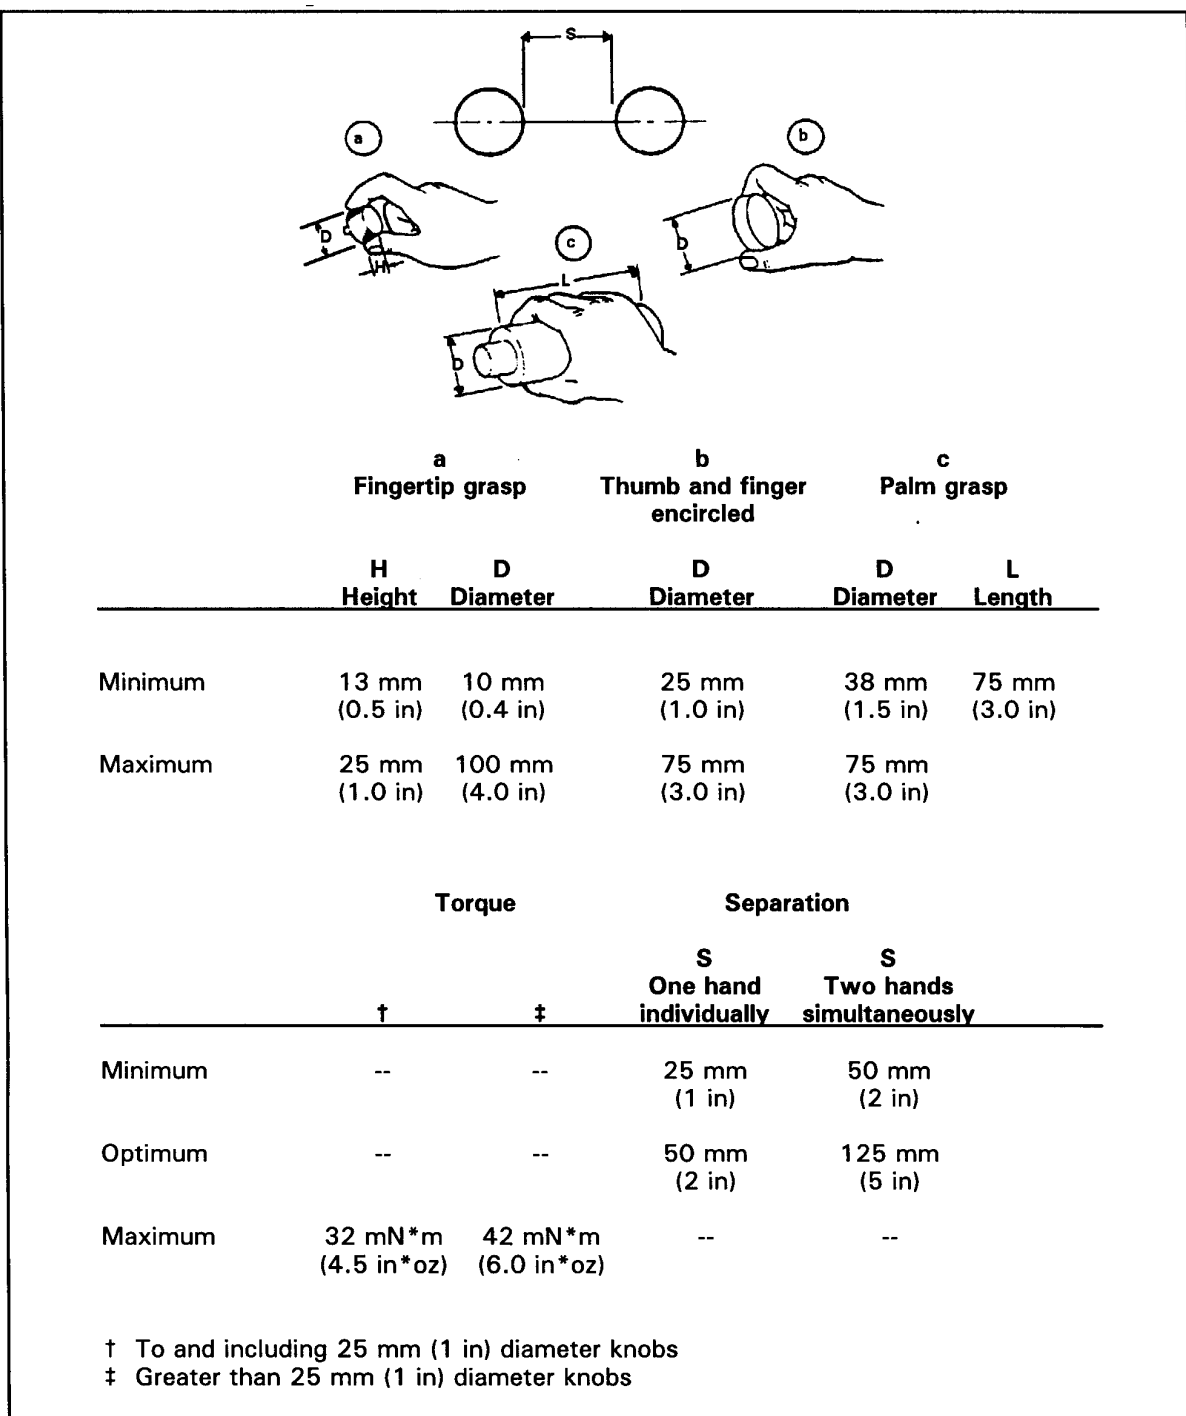 S
a
b
D
H
c
D
L
D
a b c
Fingertip grasp Thumb and finger Palm grasp
encircled
H D D D L
Height Diameter Diameter Diameter Length
Minimum 13 mm 10 mm 25 mm 38 mm 75 mm
(0.5 in) (0.4 in) (1.0 in) (1.5 in) (3.0 in)
Maximum 25 mm 100 mm 75 mm 75 mm
(1.0 in) (4.0 in) (3.0 in) (3.0 in)
Torque Separation
S S
One hand Two hands
† ‡ individually simultaneously
Minimum -- -- 25 mm 50 mm
(1 in) (2 in)
Optimum -- -- 50 mm 125 mm
(2 in) (5 in)
Maximum 32 mN*m 42 mN*m -- --
(4.5 in*oz) (6.0 in*oz)
† To and including 25 mm (1 in) diameter knobs
‡ Greater than 25 mm (1 in) diameter knobs